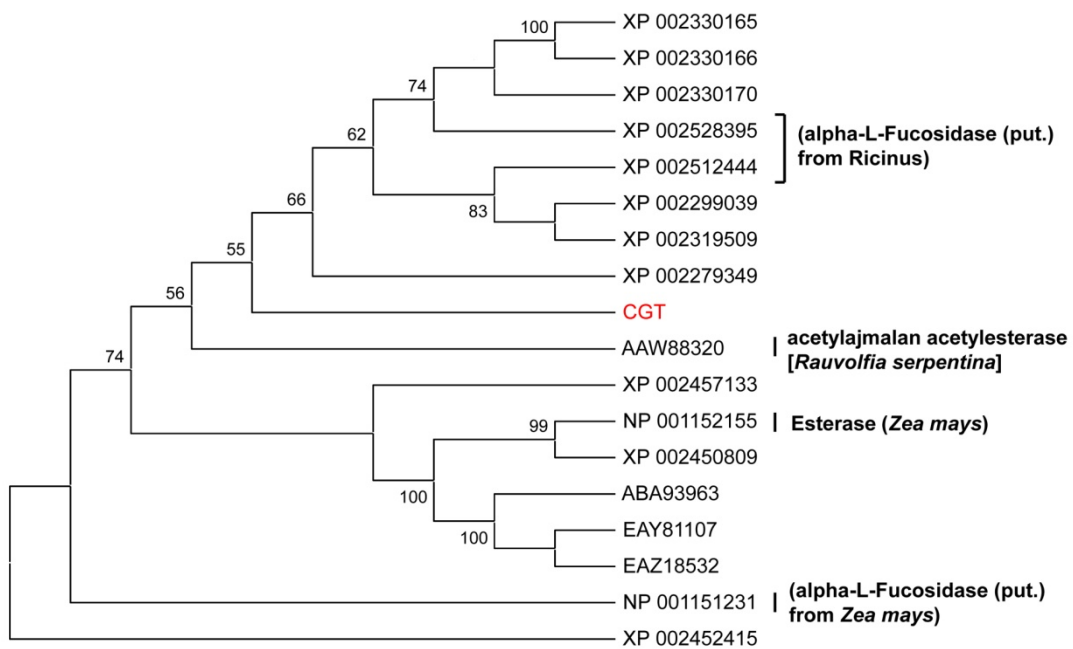 XP 002330165
100
XP 002330166
74
XP 002330170
XP 002528395
(alpha-L-Fucosidase (put.)
from Ricinus)
62
XP 002512444
83
XP 002299039
66
XP 002319509
55
XP 002279349
56
CGT
AAW88320
acetylajmalan acetylesterase
[Rauvolfia serpentina]
74
XP 002457133
99
NP 001152155
Esterase (Zea mays)
XP 002450809
100
ABA93963
100
EAY81107
EAZ18532
NP 001151231
(alpha-L-Fucosidase (put.)
from Zea mays)
XP 002452415